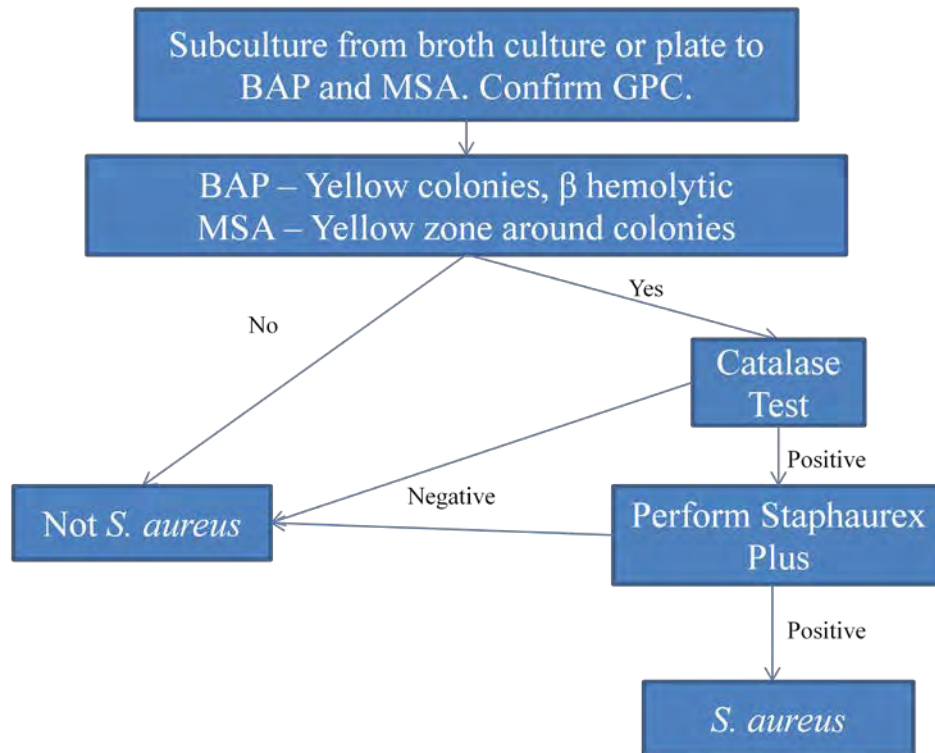 Subculture from broth culture or plate to
BAP and MSA. Confirm GPC.
BAP – Yellow colonies, β hemolytic
MSA – Yellow zone around colonies
No
Yes
Catalase
Test
Positive
Negative
Not S. aureus
Perform Staphaurex
Plus
Positive
S. aureus